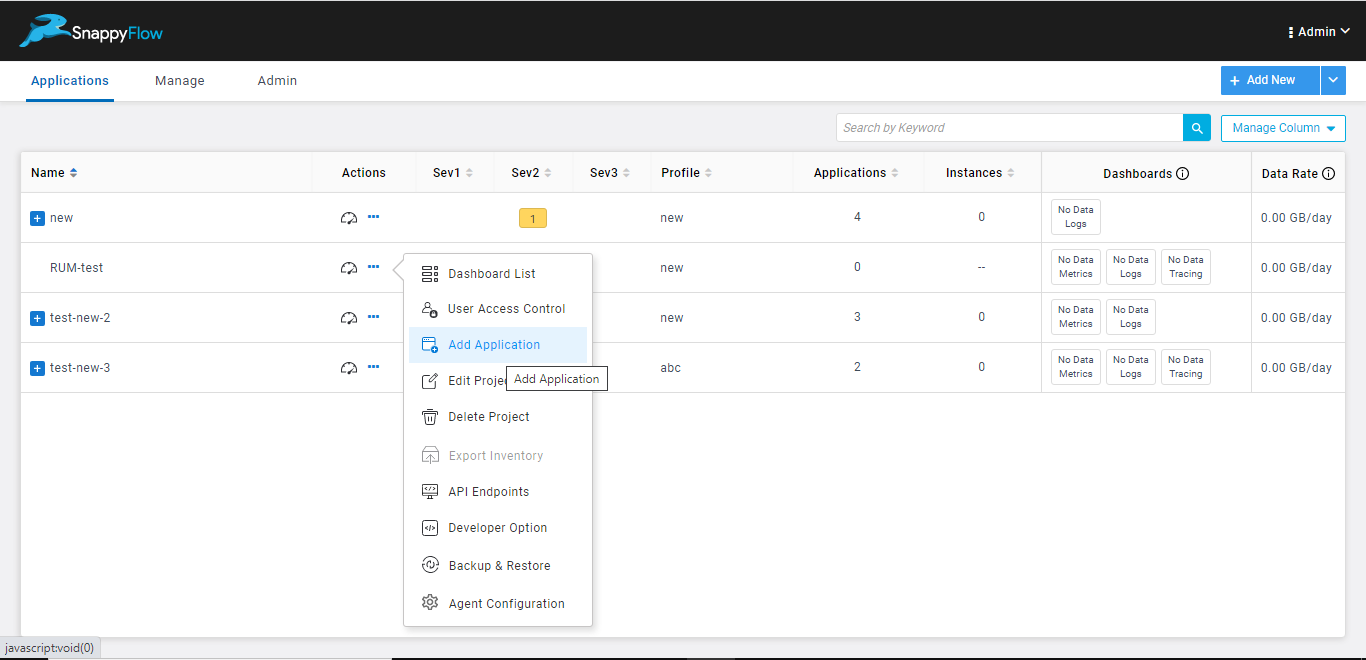 SnappyFlow
Admin
Applications Manage Admin
+ Add New
Search by Keyword
Manage Column
Name Actions Sev1 Sev2 Sev3 Profile Applications Instances Dashboards Data Rate
new 1 new 4 0 No Data Logs 0.00 GB/day
RUM-test new 0 -- No Data Metrics No Data Logs No Data Tracing 0.00 GB/day
test-new-2 new 3 0 No Data Metrics No Data Logs 0.00 GB/day
test-new-3 abc 2 0 No Data Metrics No Data Logs No Data Tracing 0.00 GB/day
Dashboard List
User Access Control
Add Application
Edit Proje
Add Application
Delete Project
Export Inventory
API Endpoints
Developer Option
Backup & Restore
Agent Configuration
javascript:void(0)